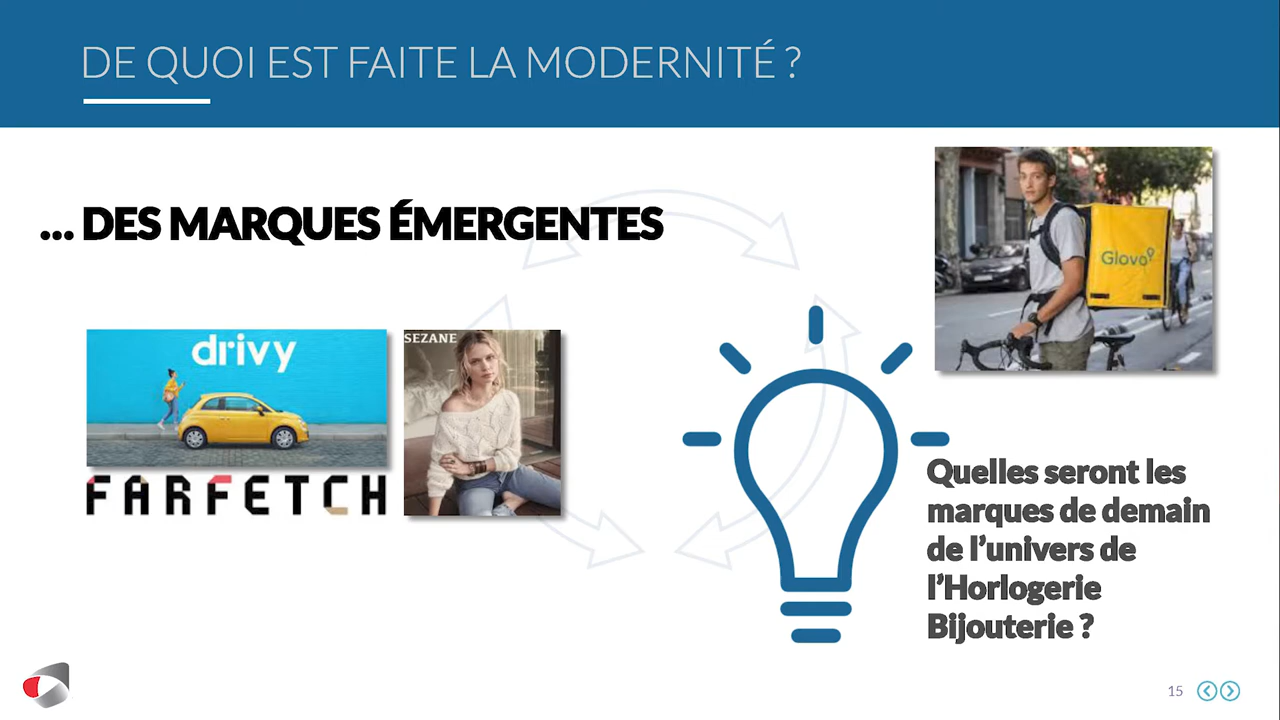 DE QUOI EST FAITE LA MODERNITÉ ?
... DES MARQUES ÉMERGENTES
Glovo
drivy
SEZANE
FARFETCH
Quelles seront les
marques de demain
de l'univers de
l'Horlogerie
Bijouterie ?
15